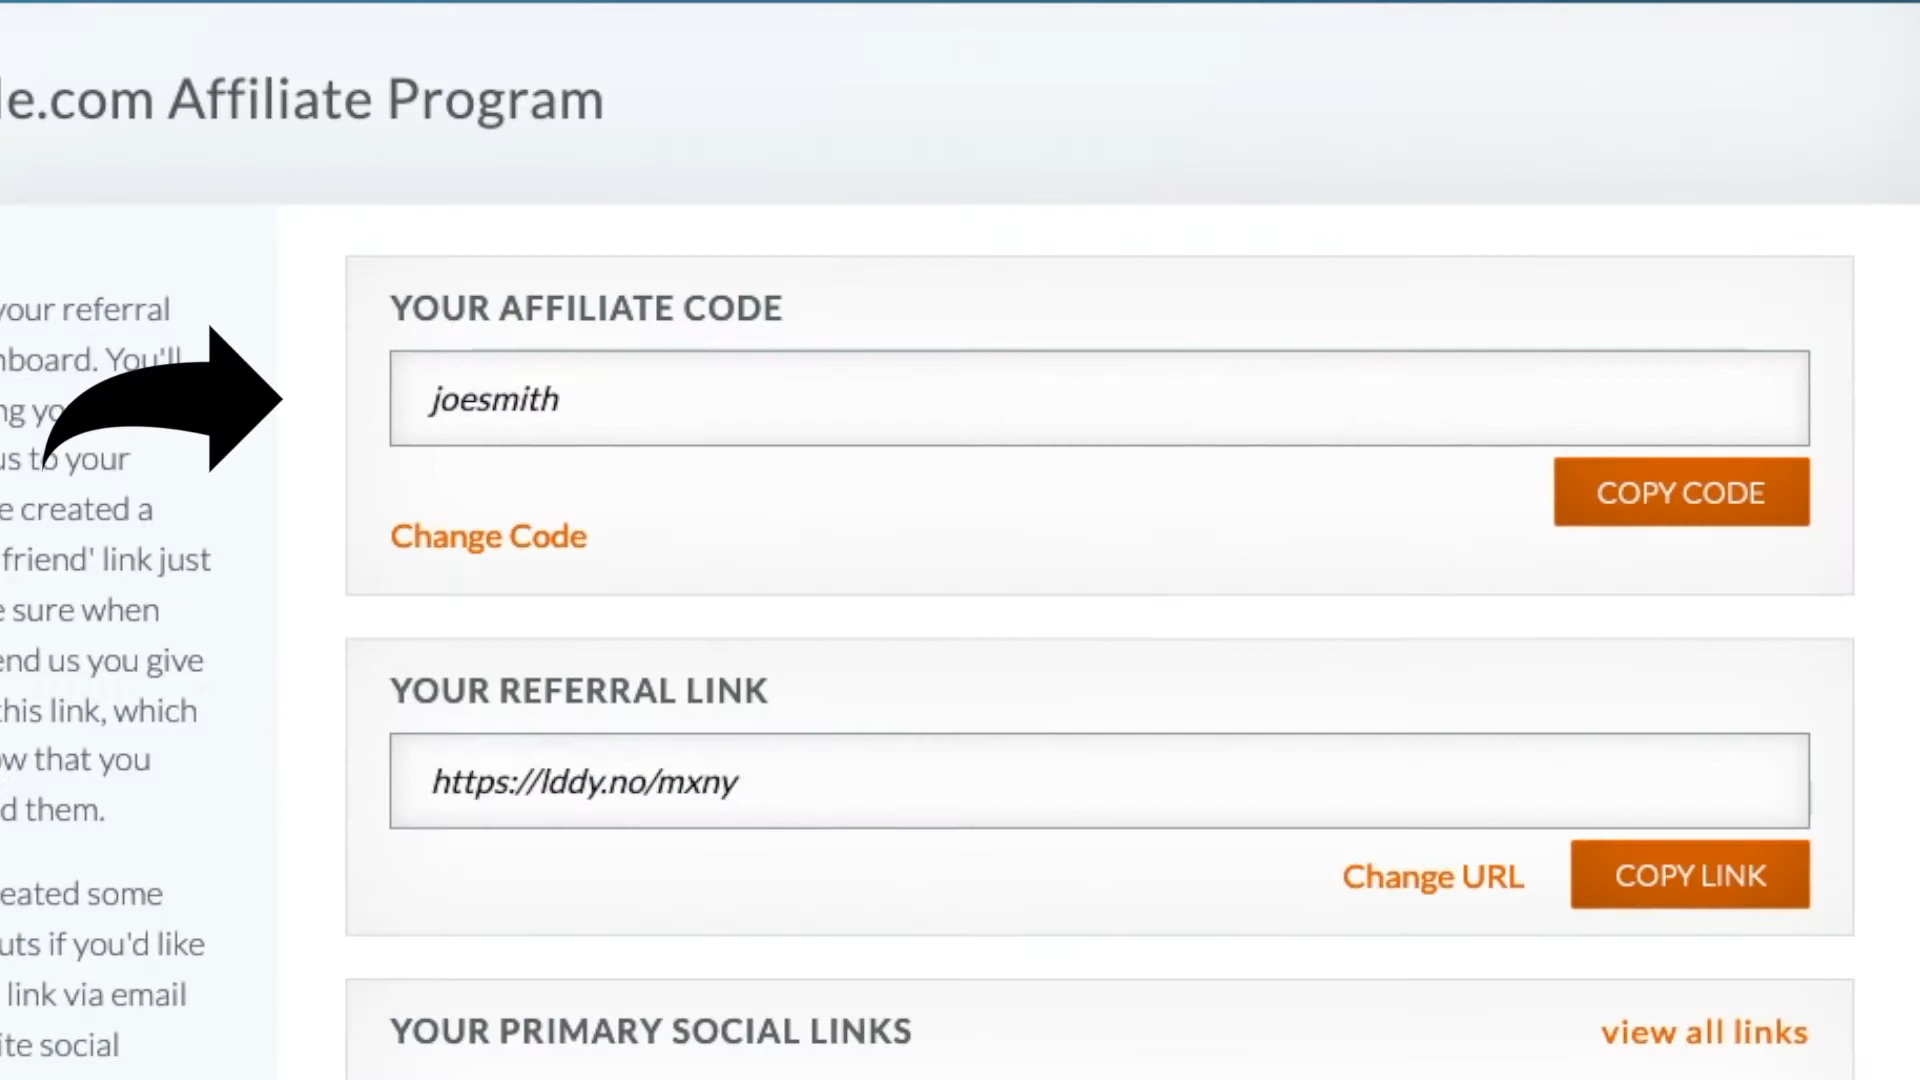 le.com Affiliate Program
your referral
board. You'll
us to your
e created a
friend' link just
e sure when
end us you give
this link, which
ow that you
d them.
eated some
uts if you'd like
link via email
ite social
YOUR AFFILIATE CODE
joesmith
COPY CODE
Change Code
YOUR REFERRAL LINK
https://lddy.no/mxny
Change URL
COPY LINK
YOUR PRIMARY SOCIAL LINKS
view all links